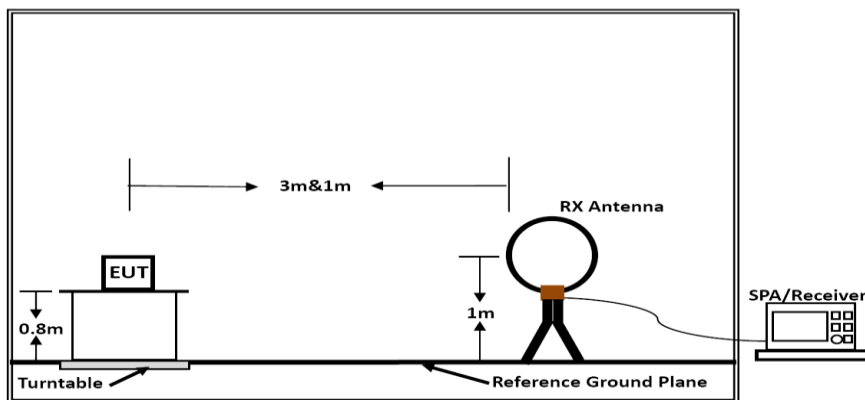 3m&1m
RX Antenna
EUT
SPA/Receiver
0.8m
1m
Turntable
Reference Ground Plane